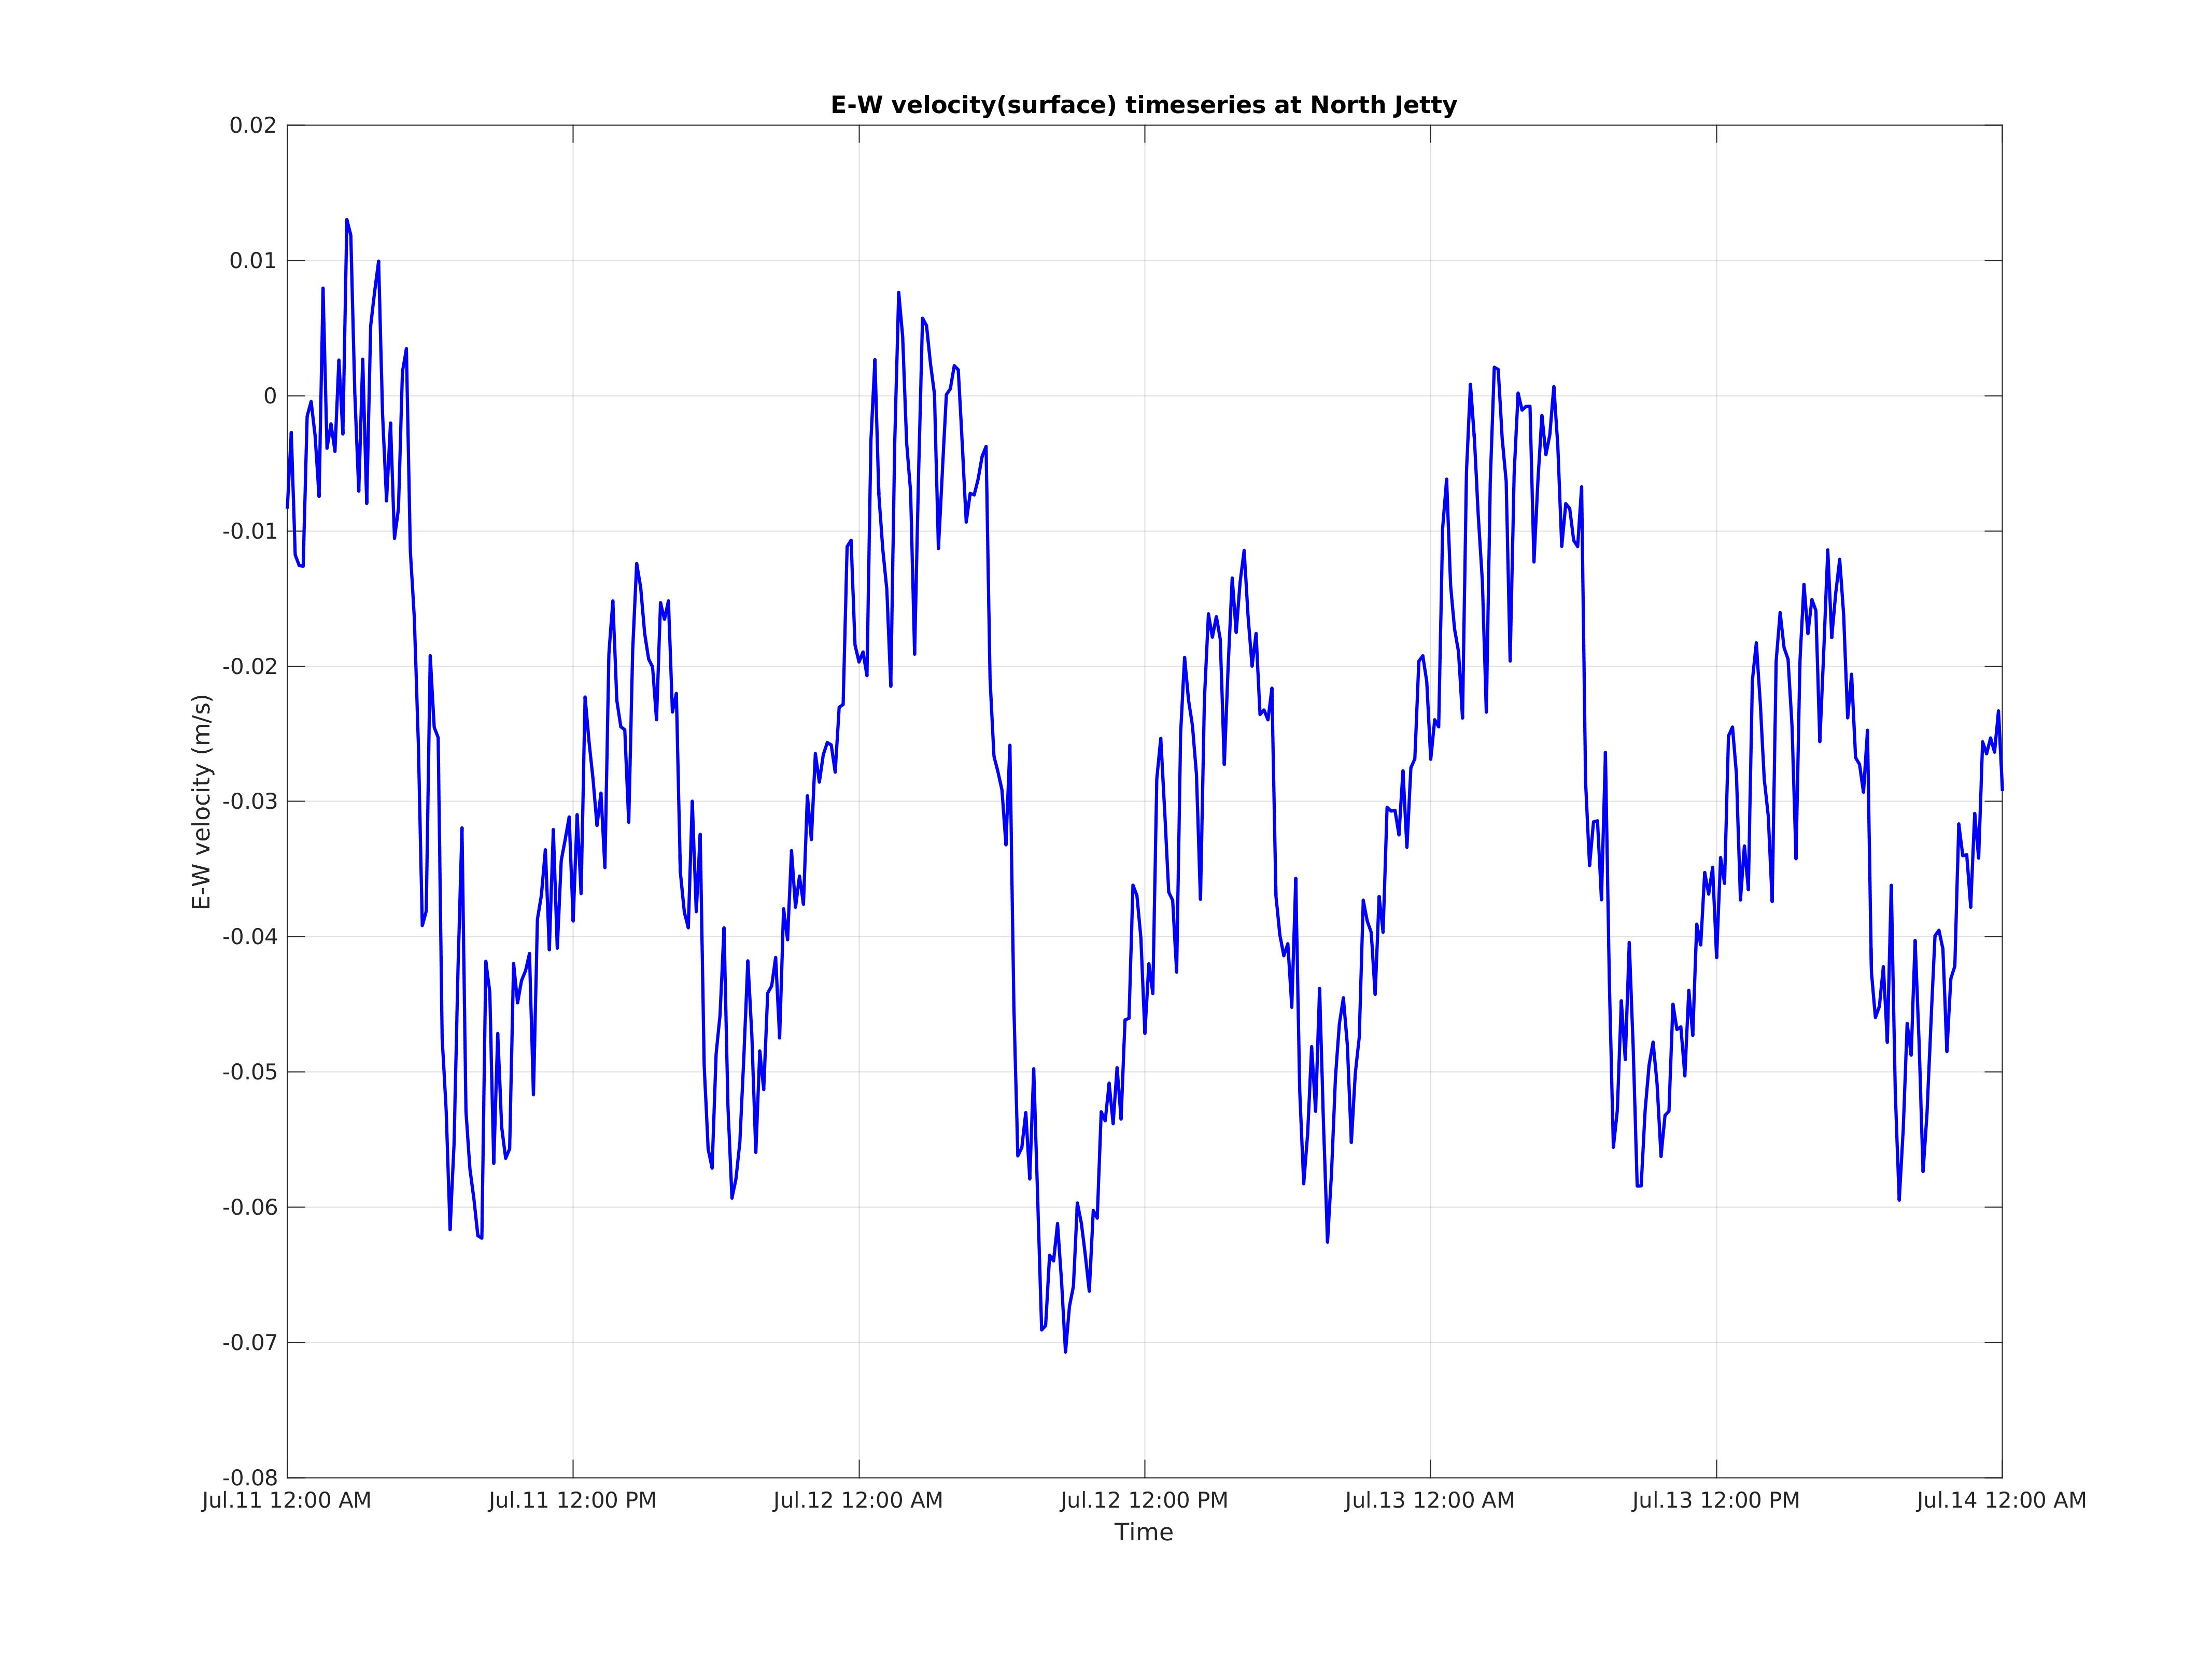 E-W velocity(surface) timeseries at North Jetty
0.02
0.01
0
-0.01
-0.02
-0.03
-0.04
-0.05
-0.06
-0.07
-0.08
E-W velocity (m/s)
Jul.11 12:00 AM
Jul.11 12:00 PM
Jul.12 12:00 AM
Jul.12 12:00 PM
Jul.13 12:00 AM
Jul.13 12:00 PM
Jul.14 12:00 AM
Time